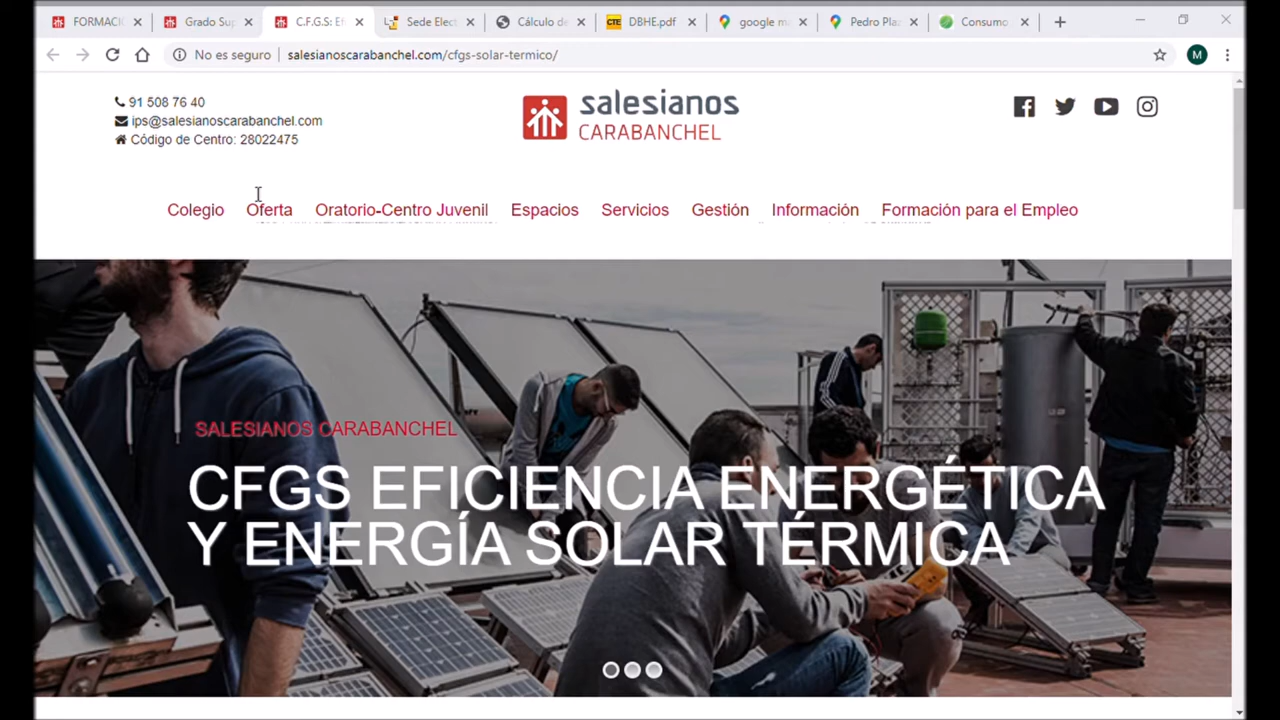 FORMACI
Grado Sup
C.F.G.S: Ef
Sede Elect
Cálculo de
DBHE.pdf
google m
Pedro Plaz
Consumo
No es seguro
salesianoscarabanchel.com/cfgs-solar-termico/
M
91 508 76 40
ips@salesianoscarabanchel.com
Código de Centro: 28022475
salesianos
CARABANCHEL
Colegio Oferta Oratorio-Centro Juvenil Espacios Servicios Gestión Información Formación para el Empleo
SALESIANOS CARABANCHEL
CFGS EFICIENCIA ENERGÉTICA
Y ENERGÍA SOLAR TÉRMICA